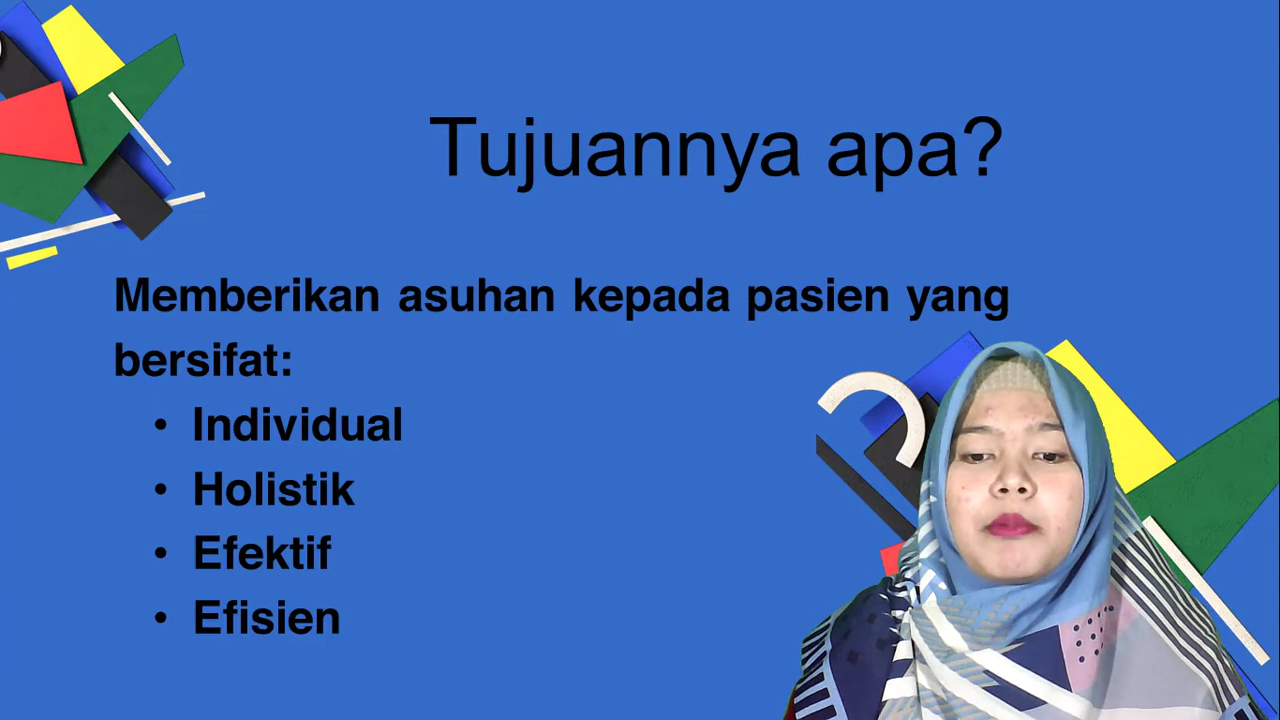 Tujuannya apa?
Memberikan asuhan kepada pasien yang
bersifat:
• Individual
• Holistik
• Efektif
• Efisien